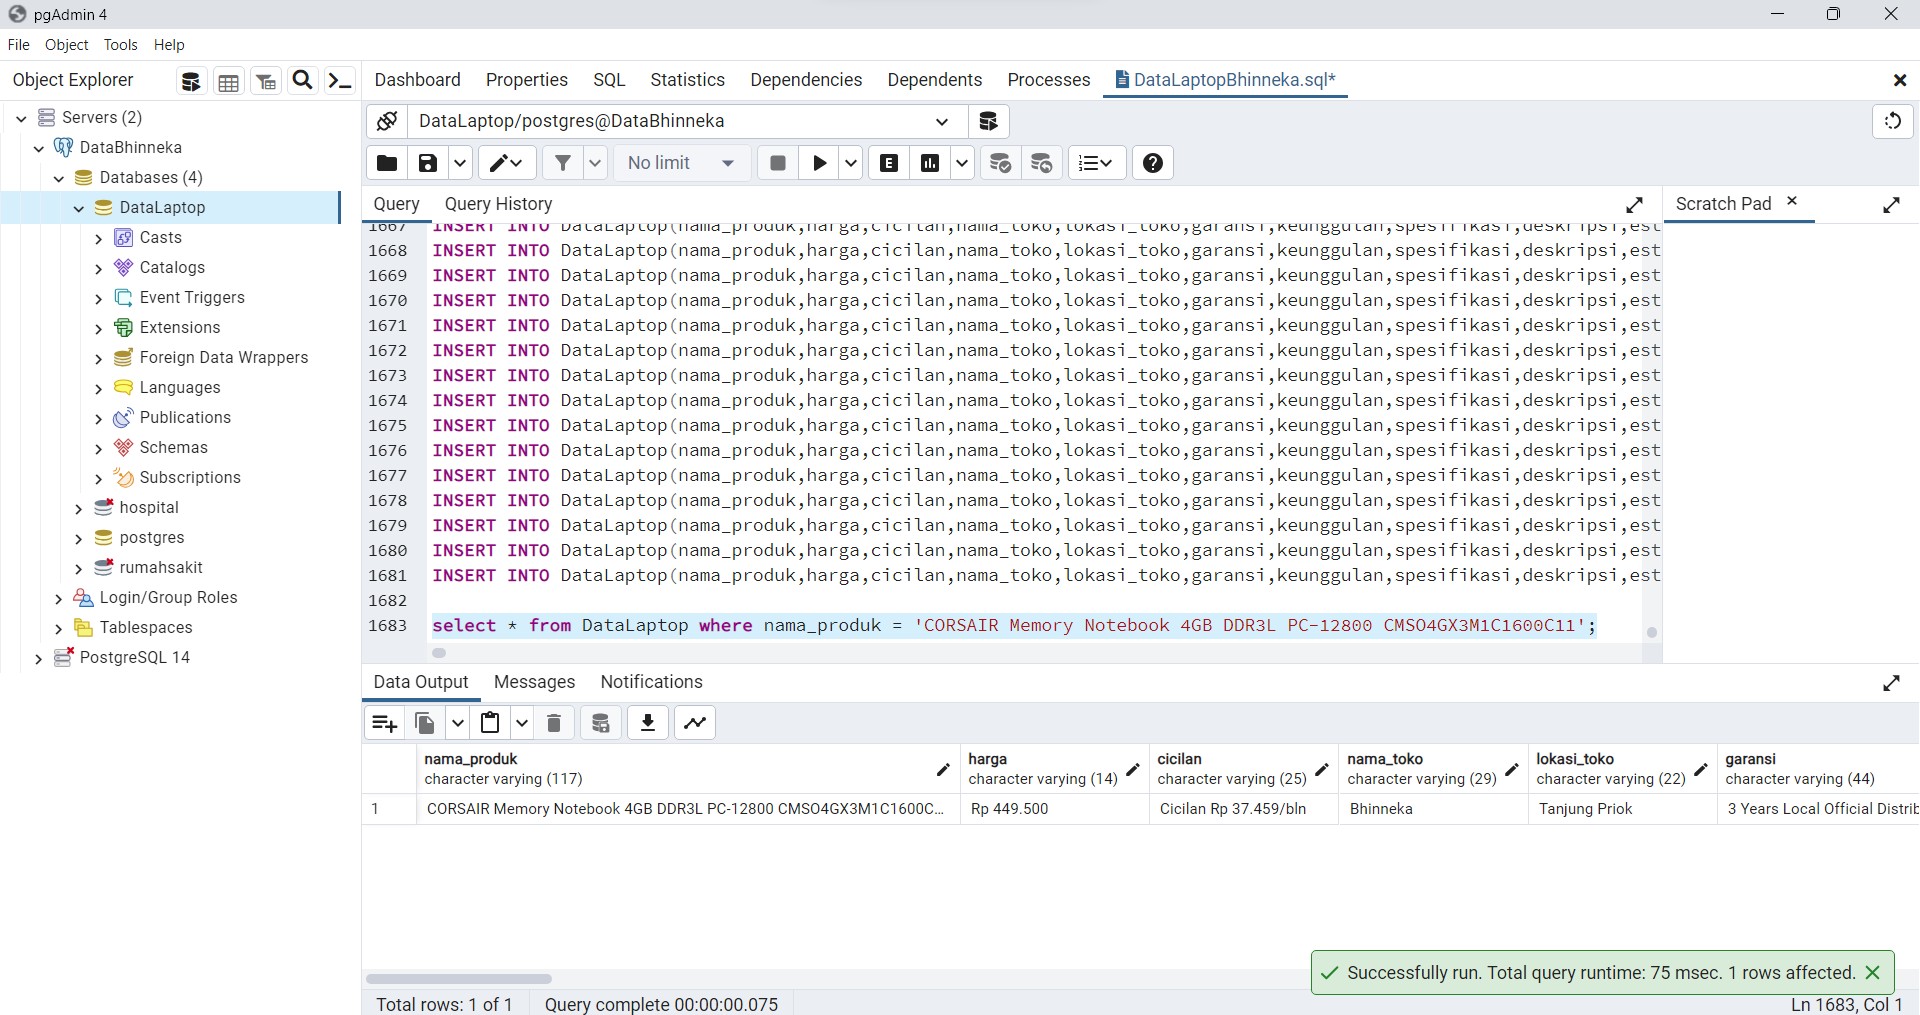 pgAdmin 4
File Object Tools Help
Object Explorer
Servers (2)
DataBhinneka
Databases (4)
DataLaptop
Casts
Catalogs
Event Triggers
Extensions
Foreign Data Wrappers
Languages
Publications
Schemas
Subscriptions
hospital
postgres
rumahsakit
Login/Group Roles
Tablespaces
PostgreSQL 14
Dashboard Properties SQL Statistics Dependencies Dependents Processes DataLaptopBhinneka.sql*
DataLaptop/postgres@DataBhinneka
No limit
Query Query History
Scratch Pad
1667 INSERT INTO DataLaptop(nama_produk,harga,cicilan,nama_toko,lokasi_toko,garansi,keunggulan,spesifikasi,deskripsi,est
1668 INSERT INTO DataLaptop(nama_produk,harga,cicilan,nama_toko,lokasi_toko,garansi,keunggulan,spesifikasi,deskripsi,est
1669 INSERT INTO DataLaptop(nama_produk,harga,cicilan,nama_toko,lokasi_toko,garansi,keunggulan,spesifikasi,deskripsi,est
1670 INSERT INTO DataLaptop(nama_produk,harga,cicilan,nama_toko,lokasi_toko,garansi,keunggulan,spesifikasi,deskripsi,est
1671 INSERT INTO DataLaptop(nama_produk,harga,cicilan,nama_toko,lokasi_toko,garansi,keunggulan,spesifikasi,deskripsi,est
1672 INSERT INTO DataLaptop(nama_produk,harga,cicilan,nama_toko,lokasi_toko,garansi,keunggulan,spesifikasi,deskripsi,est
1673 INSERT INTO DataLaptop(nama_produk,harga,cicilan,nama_toko,lokasi_toko,garansi,keunggulan,spesifikasi,deskripsi,est
1674 INSERT INTO DataLaptop(nama_produk,harga,cicilan,nama_toko,lokasi_toko,garansi,keunggulan,spesifikasi,deskripsi,est
1675 INSERT INTO DataLaptop(nama_produk,harga,cicilan,nama_toko,lokasi_toko,garansi,keunggulan,spesifikasi,deskripsi,est
1676 INSERT INTO DataLaptop(nama_produk,harga,cicilan,nama_toko,lokasi_toko,garansi,keunggulan,spesifikasi,deskripsi,est
1677 INSERT INTO DataLaptop(nama_produk,harga,cicilan,nama_toko,lokasi_toko,garansi,keunggulan,spesifikasi,deskripsi,est
1678 INSERT INTO DataLaptop(nama_produk,harga,cicilan,nama_toko,lokasi_toko,garansi,keunggulan,spesifikasi,deskripsi,est
1679 INSERT INTO DataLaptop(nama_produk,harga,cicilan,nama_toko,lokasi_toko,garansi,keunggulan,spesifikasi,deskripsi,est
1680 INSERT INTO DataLaptop(nama_produk,harga,cicilan,nama_toko,lokasi_toko,garansi,keunggulan,spesifikasi,deskripsi,est
1681 INSERT INTO DataLaptop(nama_produk,harga,cicilan,nama_toko,lokasi_toko,garansi,keunggulan,spesifikasi,deskripsi,est
1682
1683 select * from DataLaptop where nama_produk = 'CORSAIR Memory Notebook 4GB DDR3L PC-12800 CMSO4GX3M1C1600C11';
Data Output Messages Notifications
nama_produk harga cicilan nama_toko lokasi_toko garansi
character varying (117) character varying (14) character varying (25) character varying (29) character varying (22) character varying (44)
1 CORSAIR Memory Notebook 4GB DDR3L PC-12800 CMSO4GX3M1C1600C... Rp 449.500 Cicilan Rp 37.459/bln Bhinneka Tanjung Priok 3 Years Local Official Distrib
Successfully run. Total query runtime: 75 msec. 1 rows affected.
Total rows: 1 of 1 Query complete 00:00:00.075 Ln 1683, Col 1